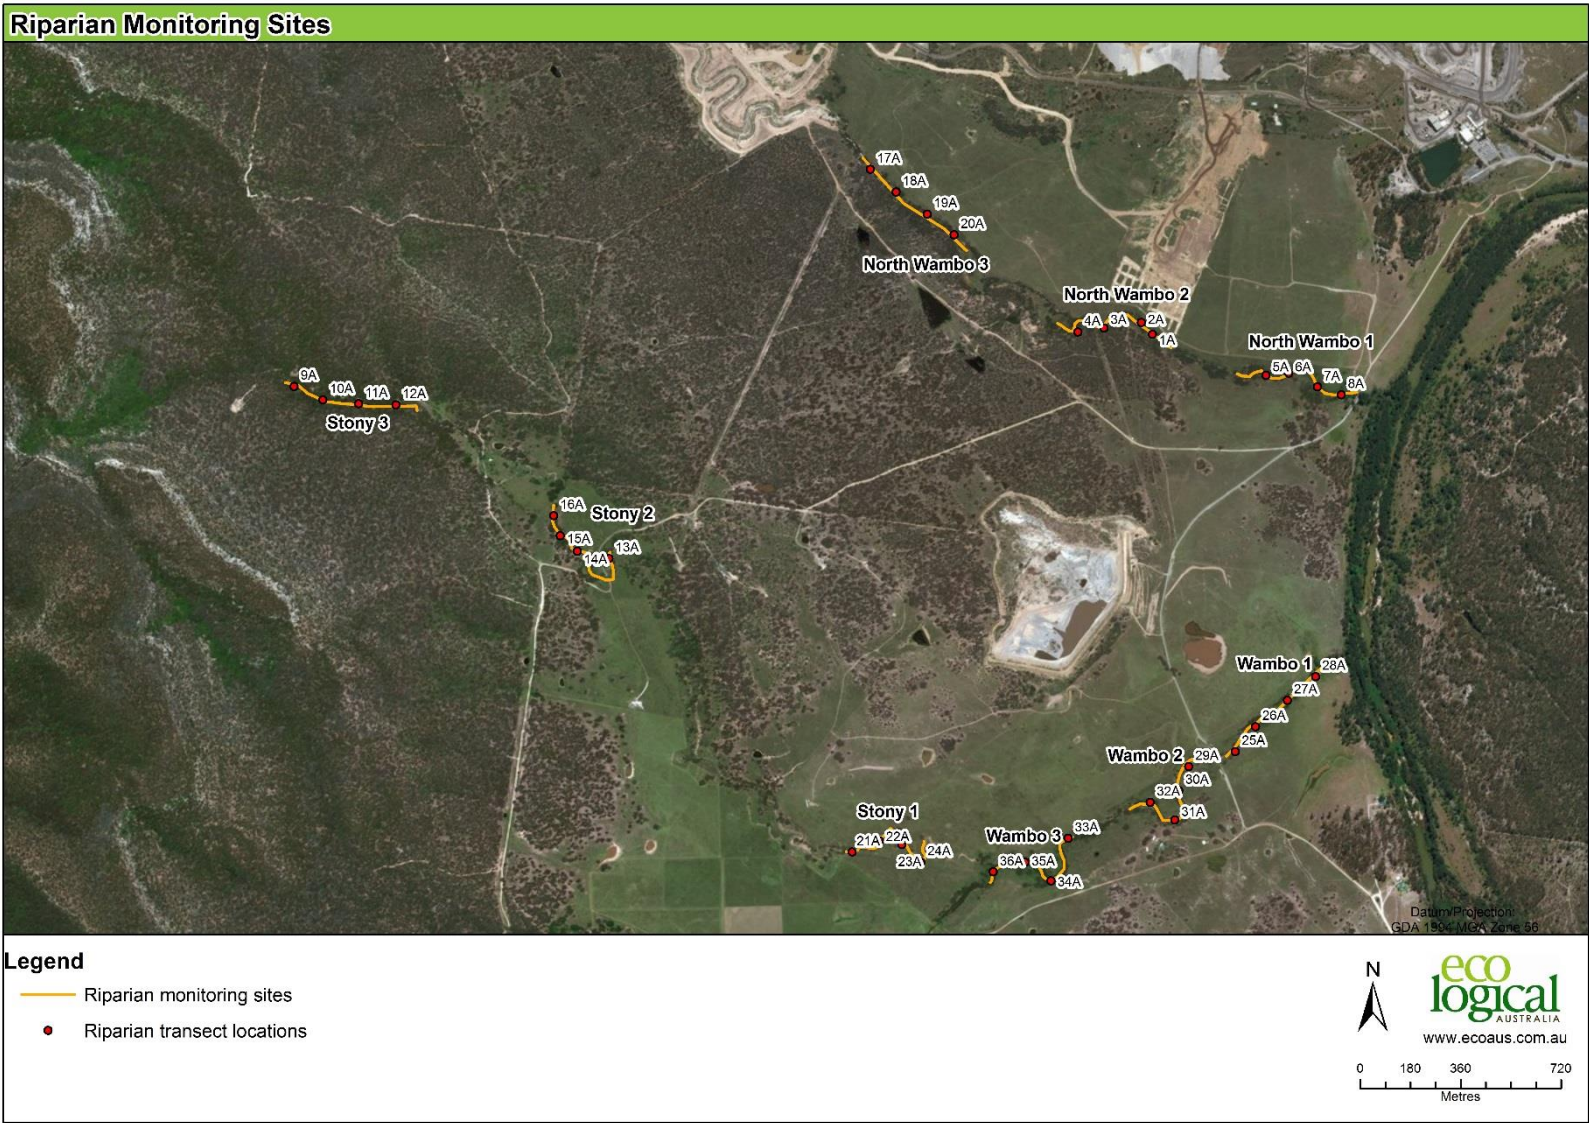 Riparian Monitoring Sites
17A
18A
19A
20A
North Wambo 3
North Wambo 2
4A
3A
2A
1A
North Wambo 1
5A
6A
7A
8A
9A
10A
11A
12A
Stony 3
16A
Stony 2
15A
14A
13A
Wambo 1
28A
27A
26A
25A
Wambo 2
29A
30A
32A
31A
Stony 1
21A
22A
23A
24A
Wambo 3
33A
36A
35A
34A
Datum/Projection:
GDA 1994 MGA Zone 56
Legend
Riparian monitoring sites
Riparian transect locations
N
eco
logical
AUSTRALIA
www.ecoaus.com.au
0 180 360 720
Metres